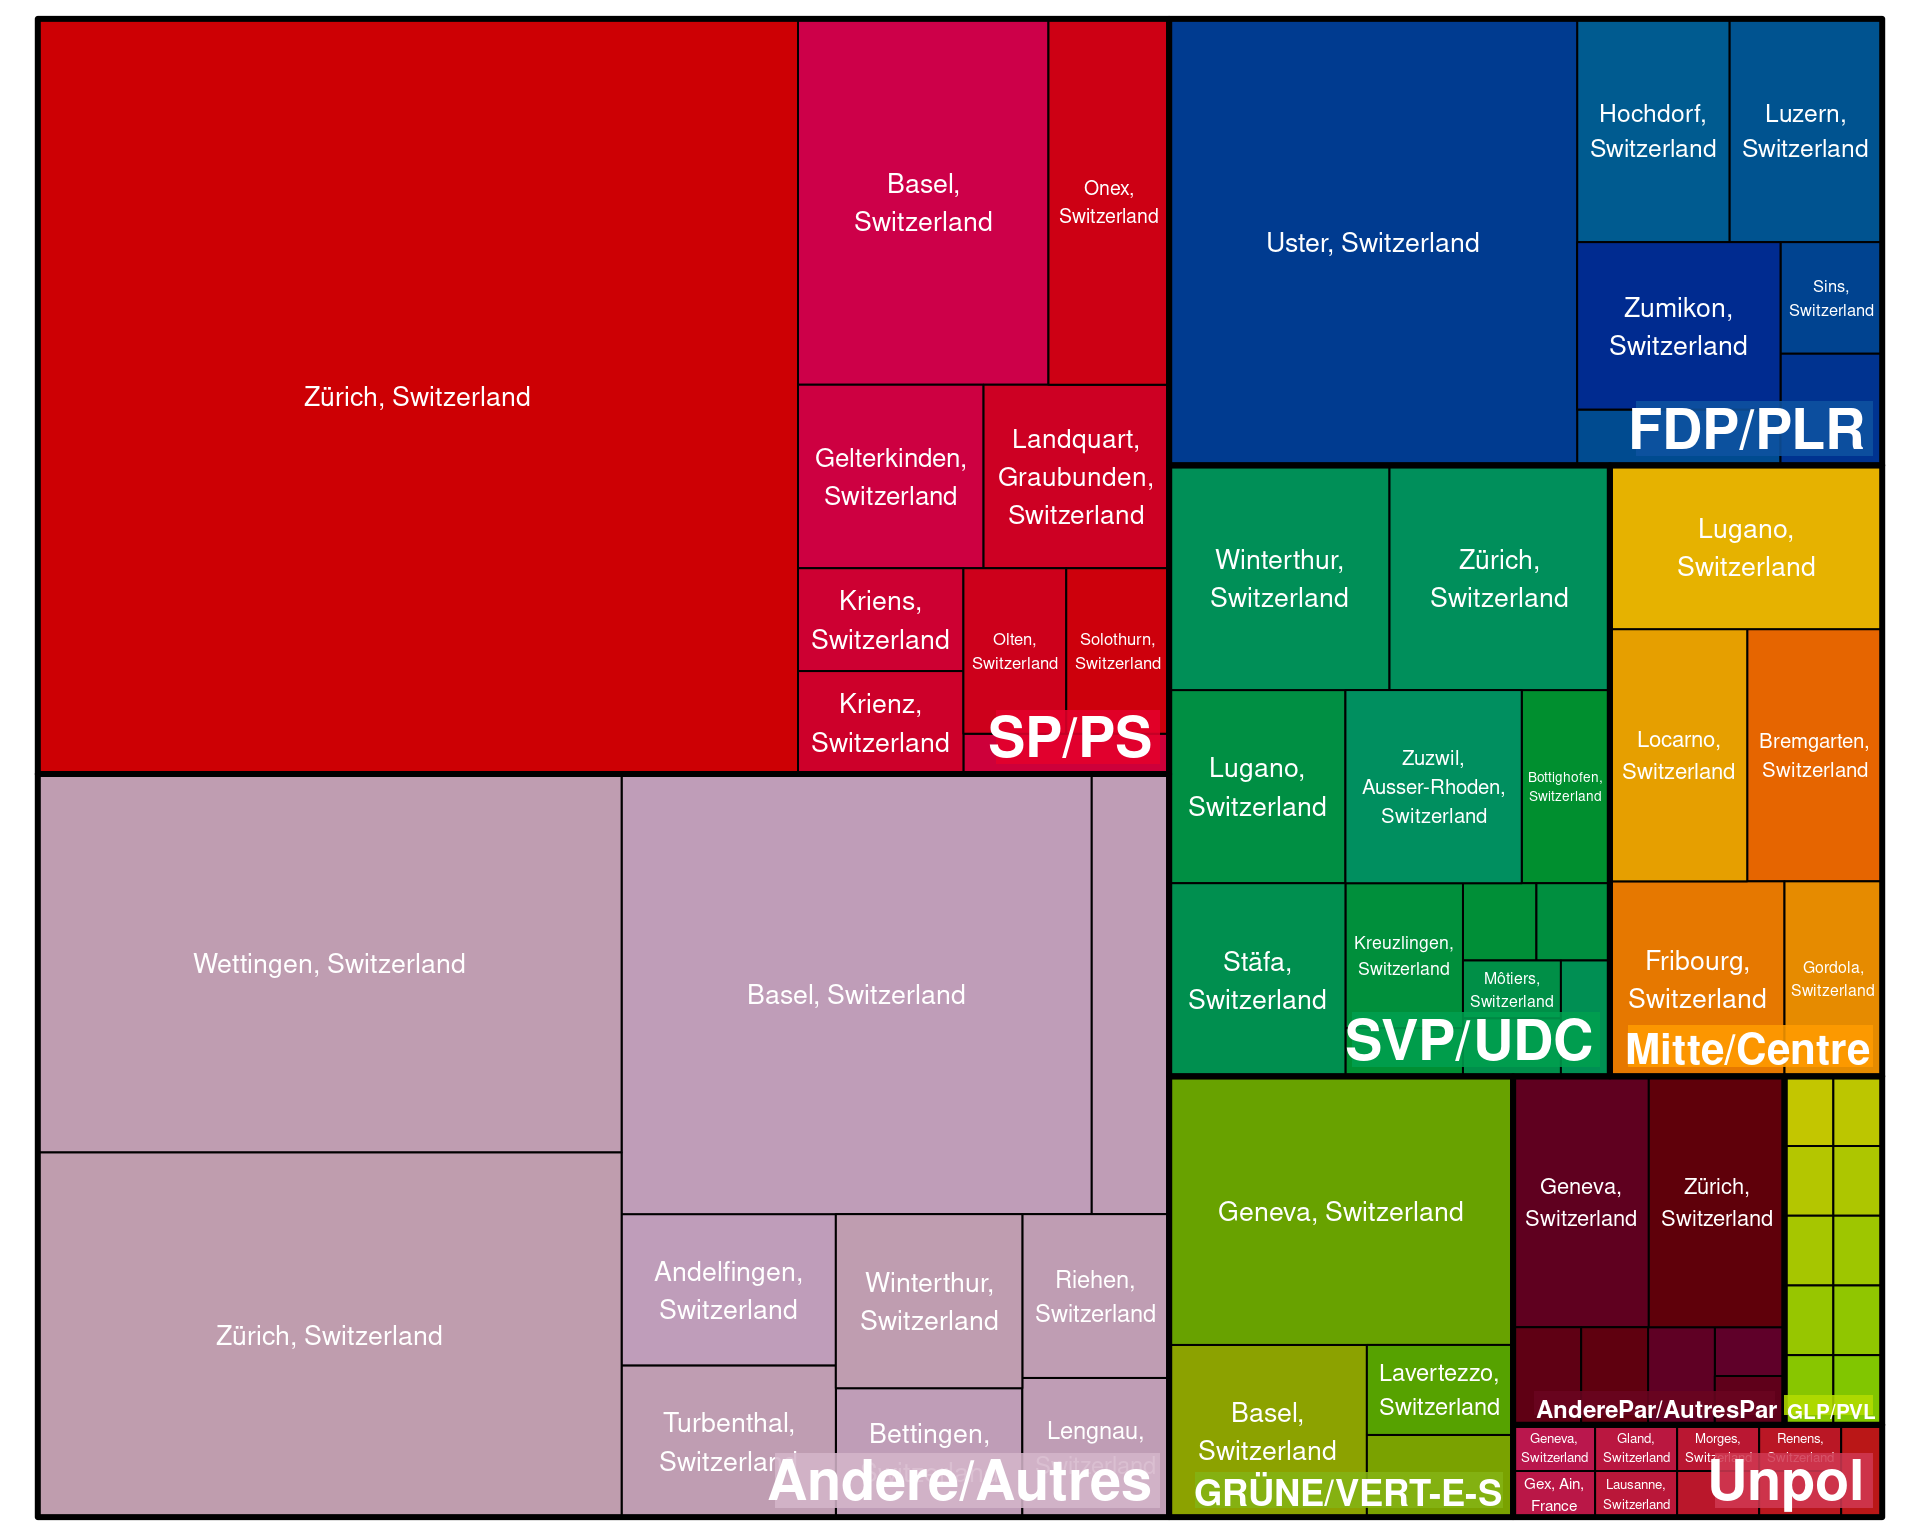 Zürich, Switzerland
Basel,
Switzerland
Onex,
Switzerland
Gelterkinden,
Switzerland
Landquart,
Graubunden,
Switzerland
Kriens,
Switzerland
Krienz,
Switzerland
Olten,
Switzerland
Solothurn,
Switzerland
SP/PS
Uster, Switzerland
Hochdorf,
Switzerland
Luzern,
Switzerland
Zumikon,
Switzerland
Sins,
Switzerland
FDP/PLR
Winterthur,
Switzerland
Zürich,
Switzerland
Lugano,
Switzerland
Zuzwil,
Ausser-Rhoden,
Switzerland
Bottighofen,
Switzerland
Stäfa,
Switzerland
Kreuzlingen,
Switzerland
Môtiers,
Switzerland
SVP/UDC
Lugano,
Switzerland
Locarno,
Switzerland
Bremgarten,
Switzerland
Fribourg,
Switzerland
Gordola,
Switzerland
Mitte/Centre
Wettingen, Switzerland
Zürich, Switzerland
Basel, Switzerland
Andelfingen,
Switzerland
Winterthur,
Switzerland
Riehen,
Switzerland
Turbenthal,
Switzerland
Bettingen,
Switzerland
Lengnau,
Switzerland
Andere/Autres
Geneva, Switzerland
Basel,
Switzerland
Lavertezzo,
Switzerland
GRÜNE/VERT-E-S
Geneva,
Switzerland
Zürich,
Switzerland
AnderePar/AutresPar
GLP/PVL
Geneva,
Switzerland
Gland,
Switzerland
Morges,
Switzerland
Renens,
Switzerland
Gex, Ain,
France
Lausanne,
Switzerland
Unpol